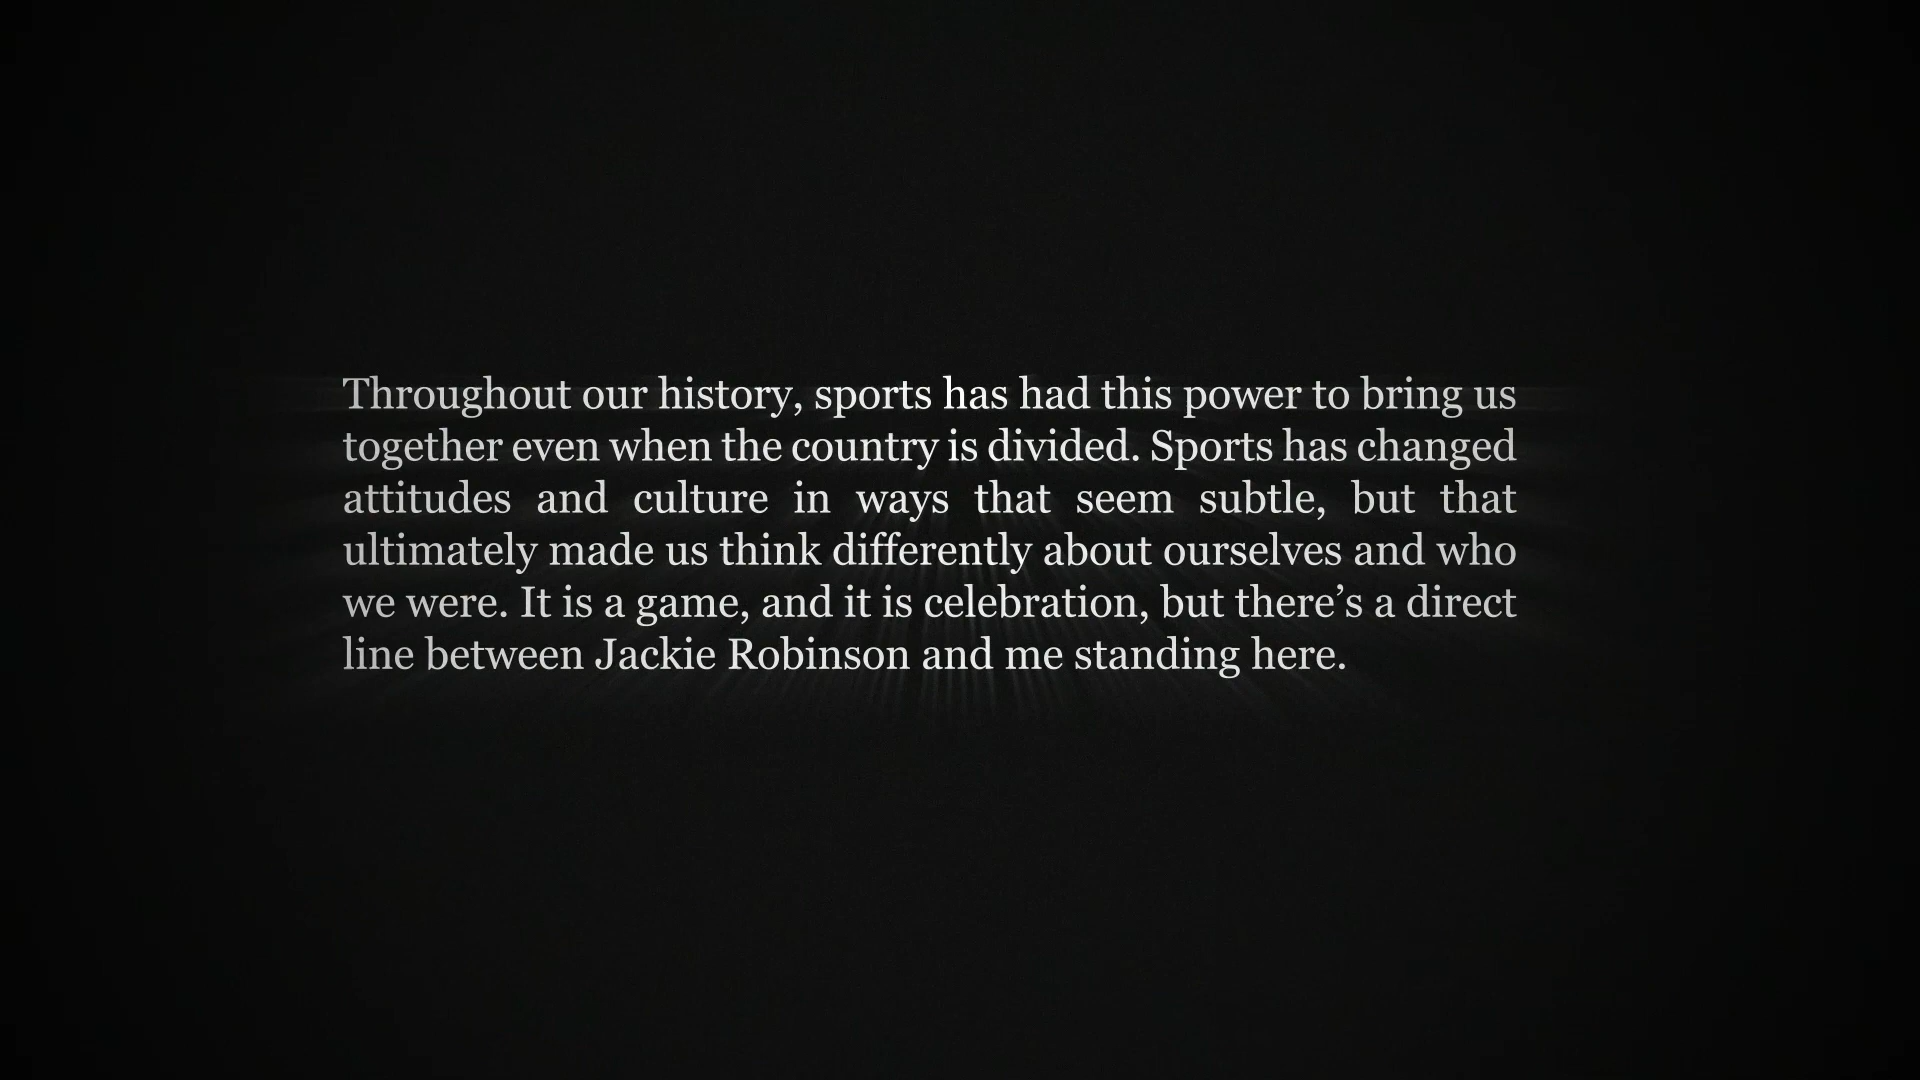 Throughout our history, sports has had this power to bring us
together even when the country is divided. Sports has changed
attitudes and culture in ways that seem subtle, but that
ultimately made us think differently about ourselves and who
we were. It is a game, and it is celebration, but there’s a direct
line between Jackie Robinson and me standing here.